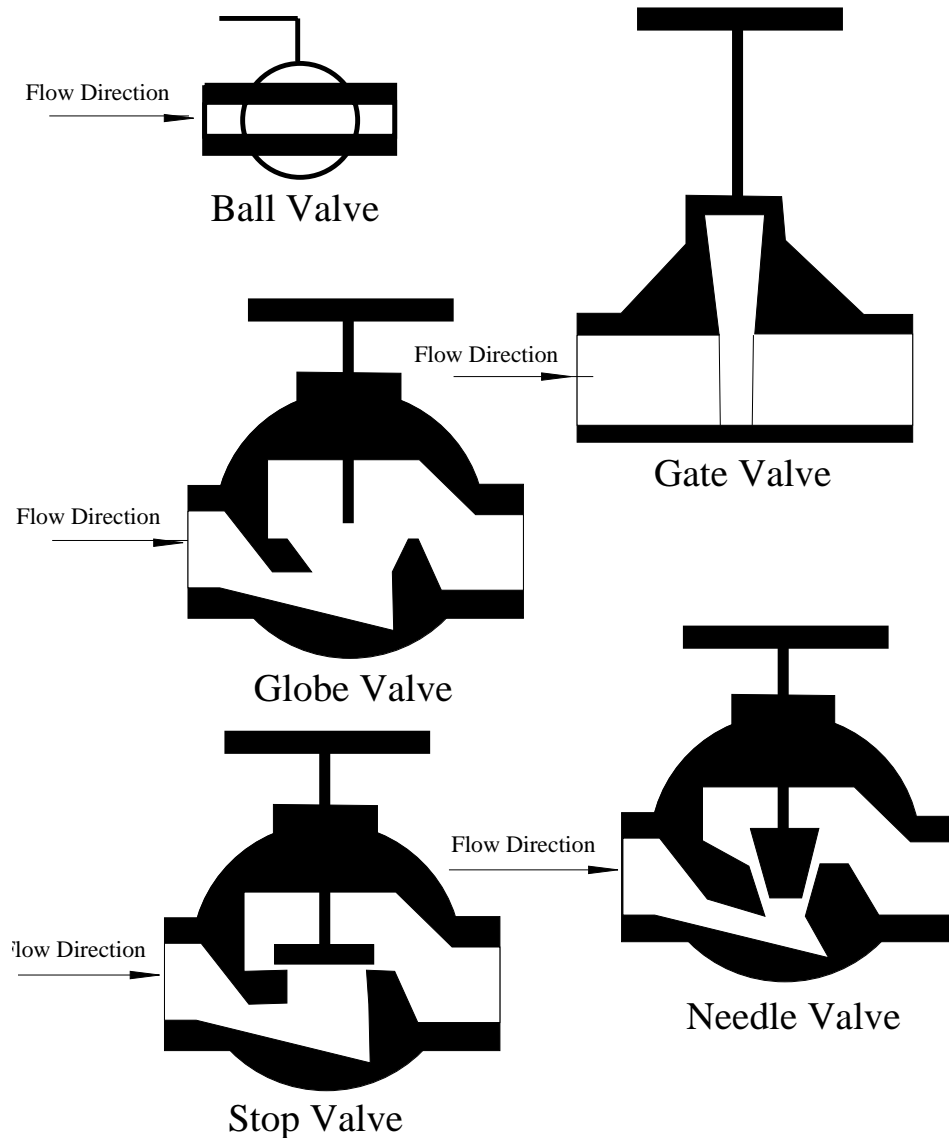 Flow Direction
Ball Valve
Flow Direction
Gate Valve
Flow Direction
Globe Valve
Flow Direction
Needle Valve
Flow Direction
Stop Valve